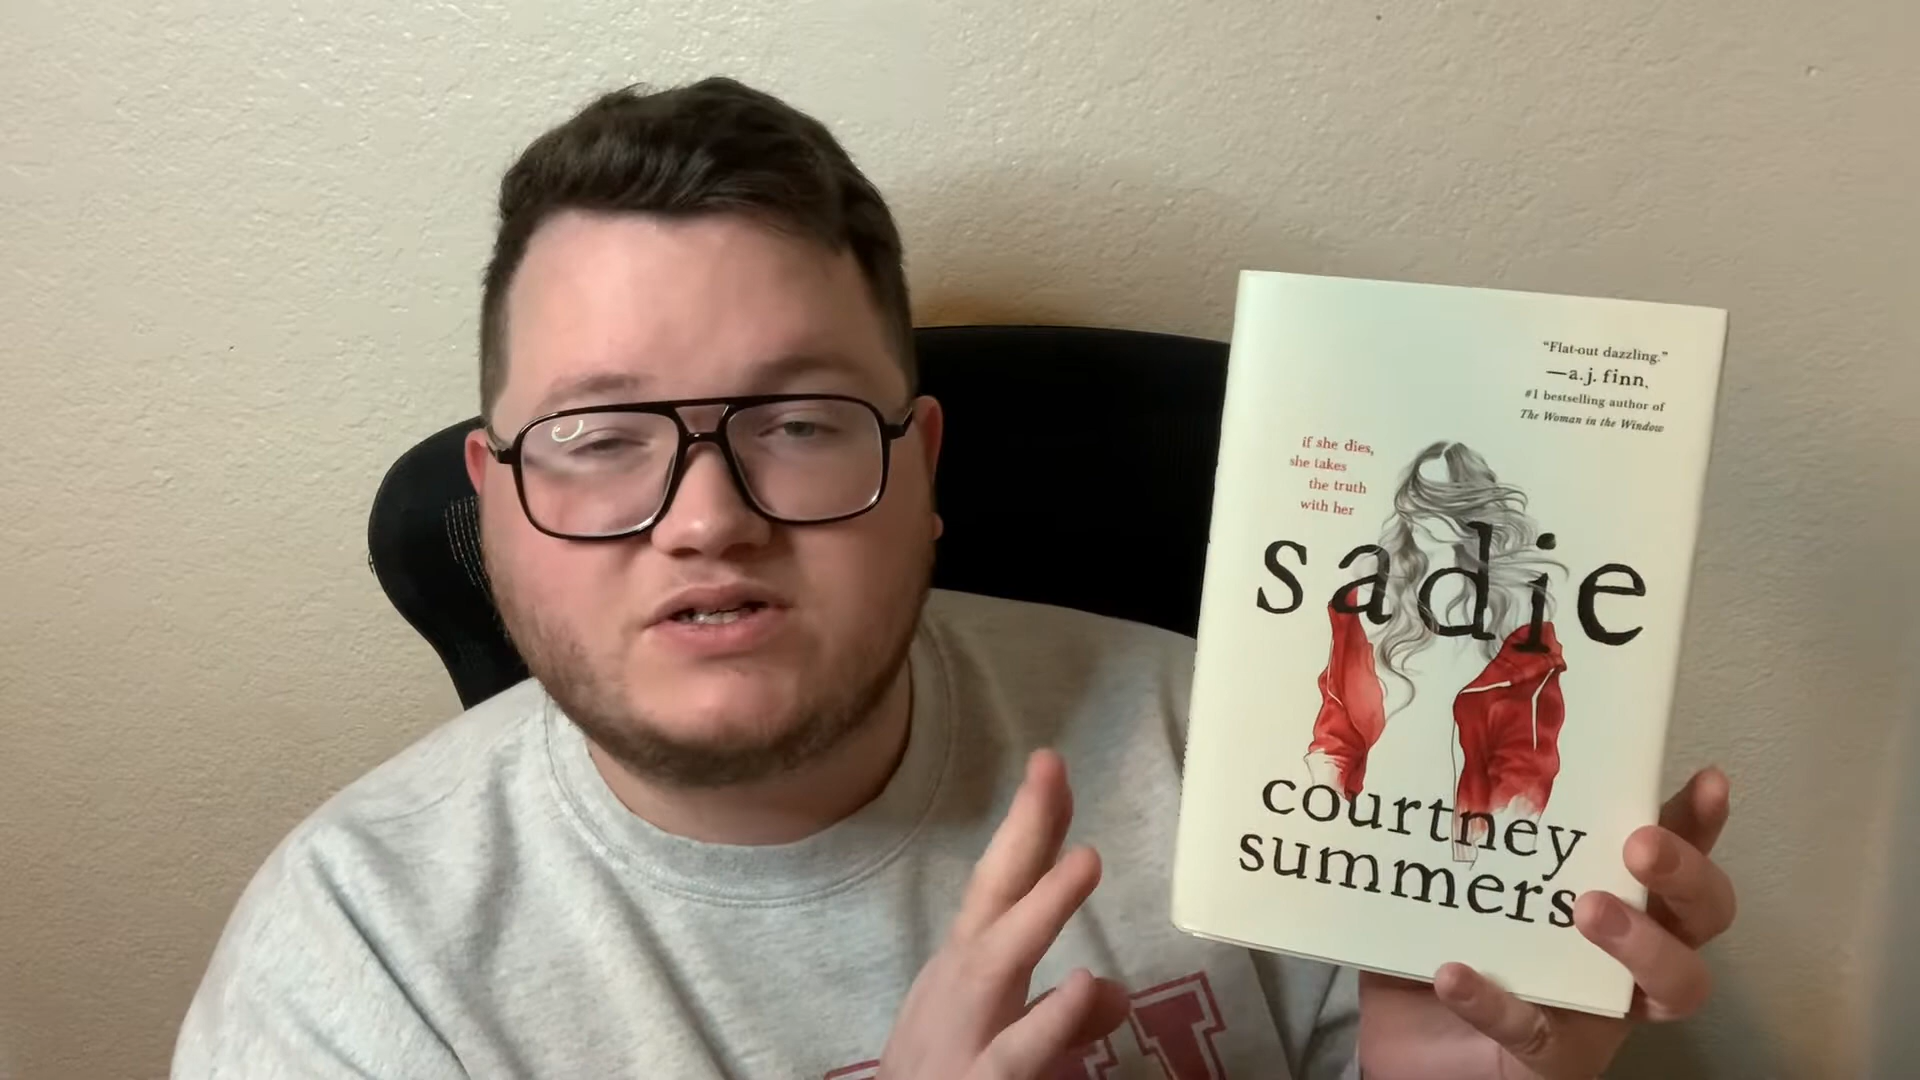 “Flat-out dazzling.”
—a.j. finn,
#1 bestselling author of
The Woman in the Window
if she dies,
she takes
the truth
with her
sadie
courtney
summers